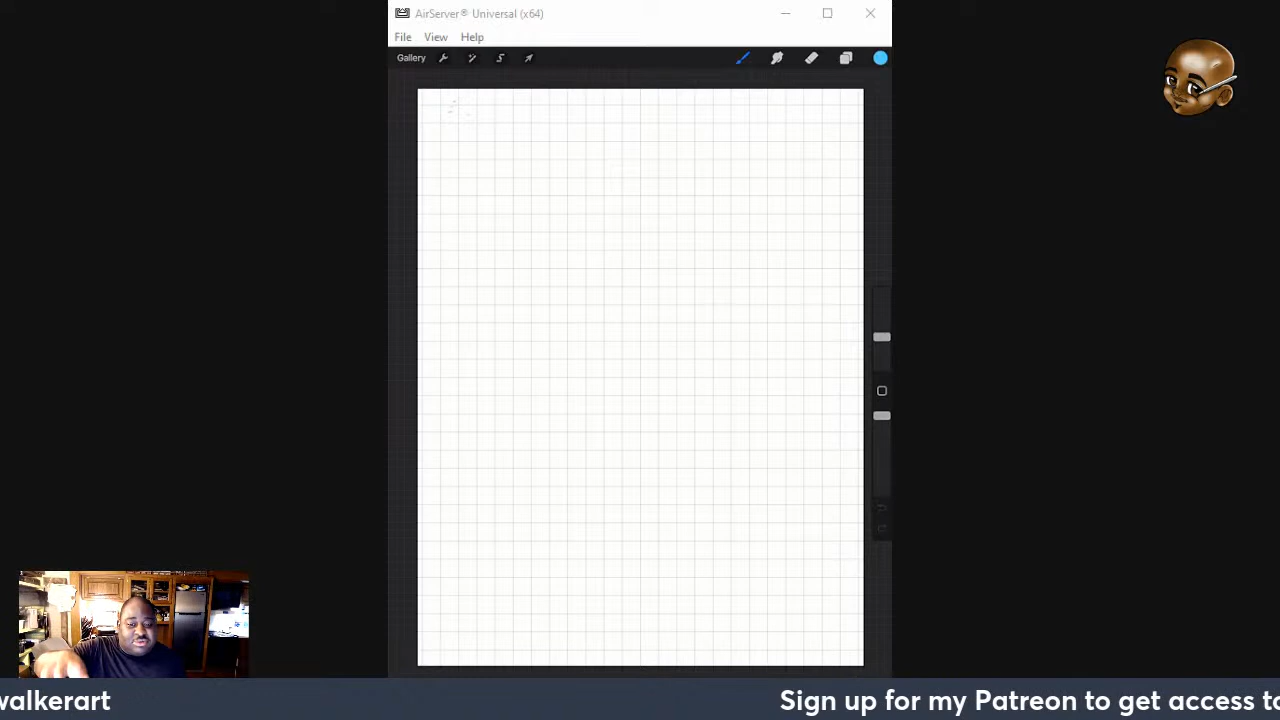 AirServer® Universal (x64)
File View Help
Gallery
walkerart Sign up for my Patreon to get access to